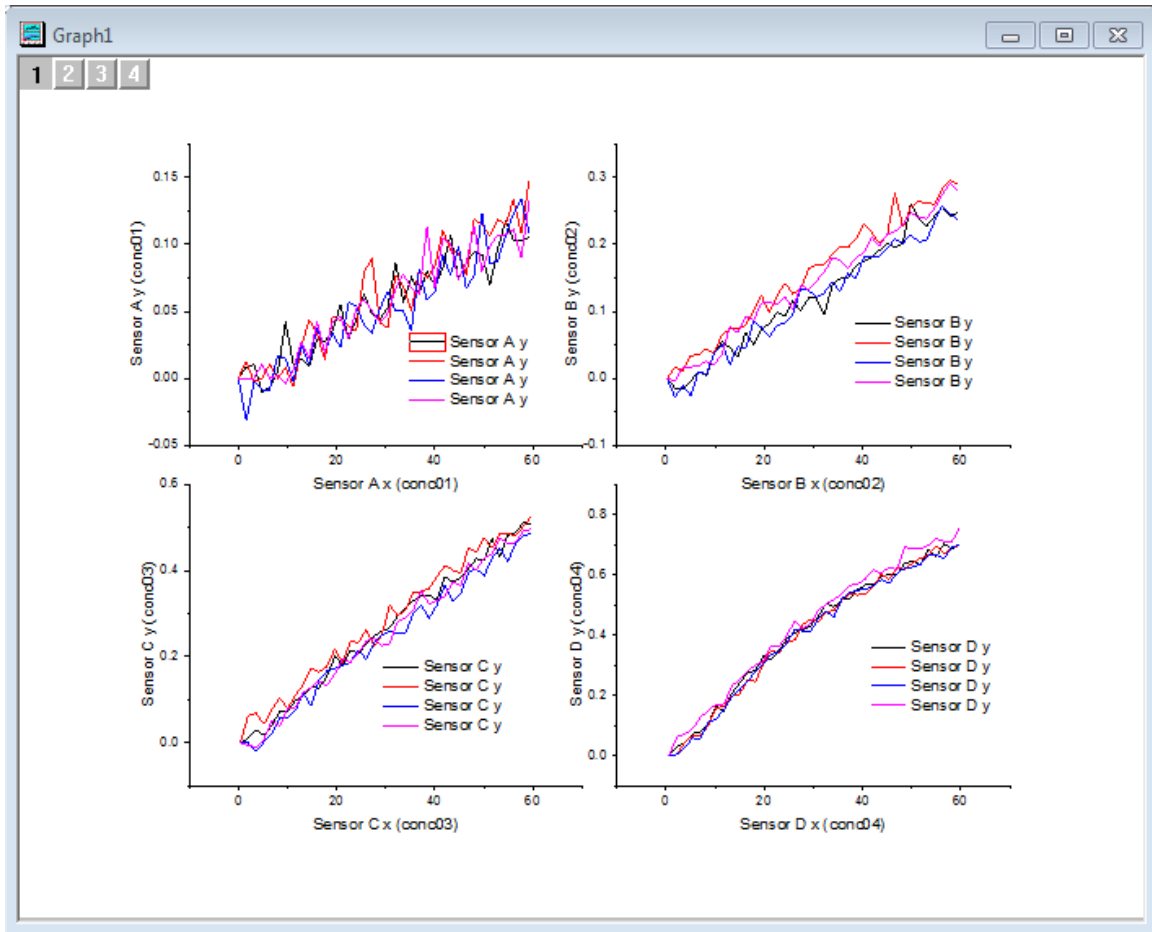 Graph1
1 2 3 4
0.15
0.10
0.05
0.00
-0.05
Sensor A y (conc01)
Sensor A y
Sensor A y
Sensor A y
Sensor A y
0 20 40 60
Sensor A x (conc01)
0.3
0.2
0.1
0.0
-0.1
Sensor B y (conc02)
Sensor B y
Sensor B y
Sensor B y
Sensor B y
0 20 40 60
Sensor B x (conc02)
0.6
0.4
0.2
0.0
Sensor C y (conc03)
Sensor C y
Sensor C y
Sensor C y
Sensor C y
0 20 40 60
Sensor C x (conc03)
0.8
0.6
0.4
0.2
0.0
Sensor D y (conc04)
Sensor D y
Sensor D y
Sensor D y
Sensor D y
0 20 40 60
Sensor D x (conc04)